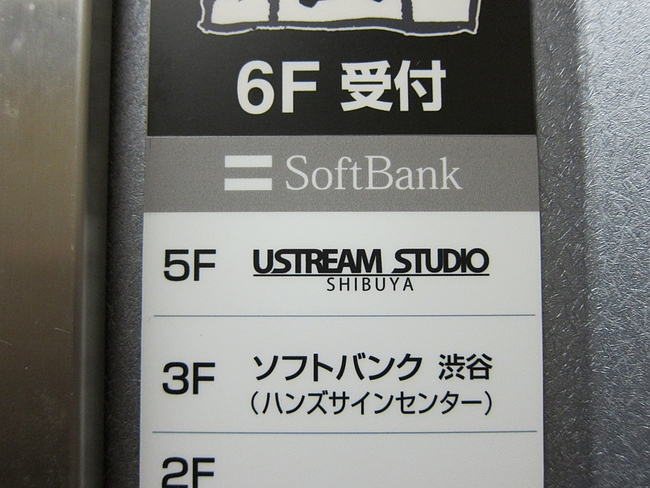 6F 受付
SoftBank
5F USTREAM STUDIO
SHIBUYA
3F ソフトバンク 渋谷
（ハンズサインセンター）
2F